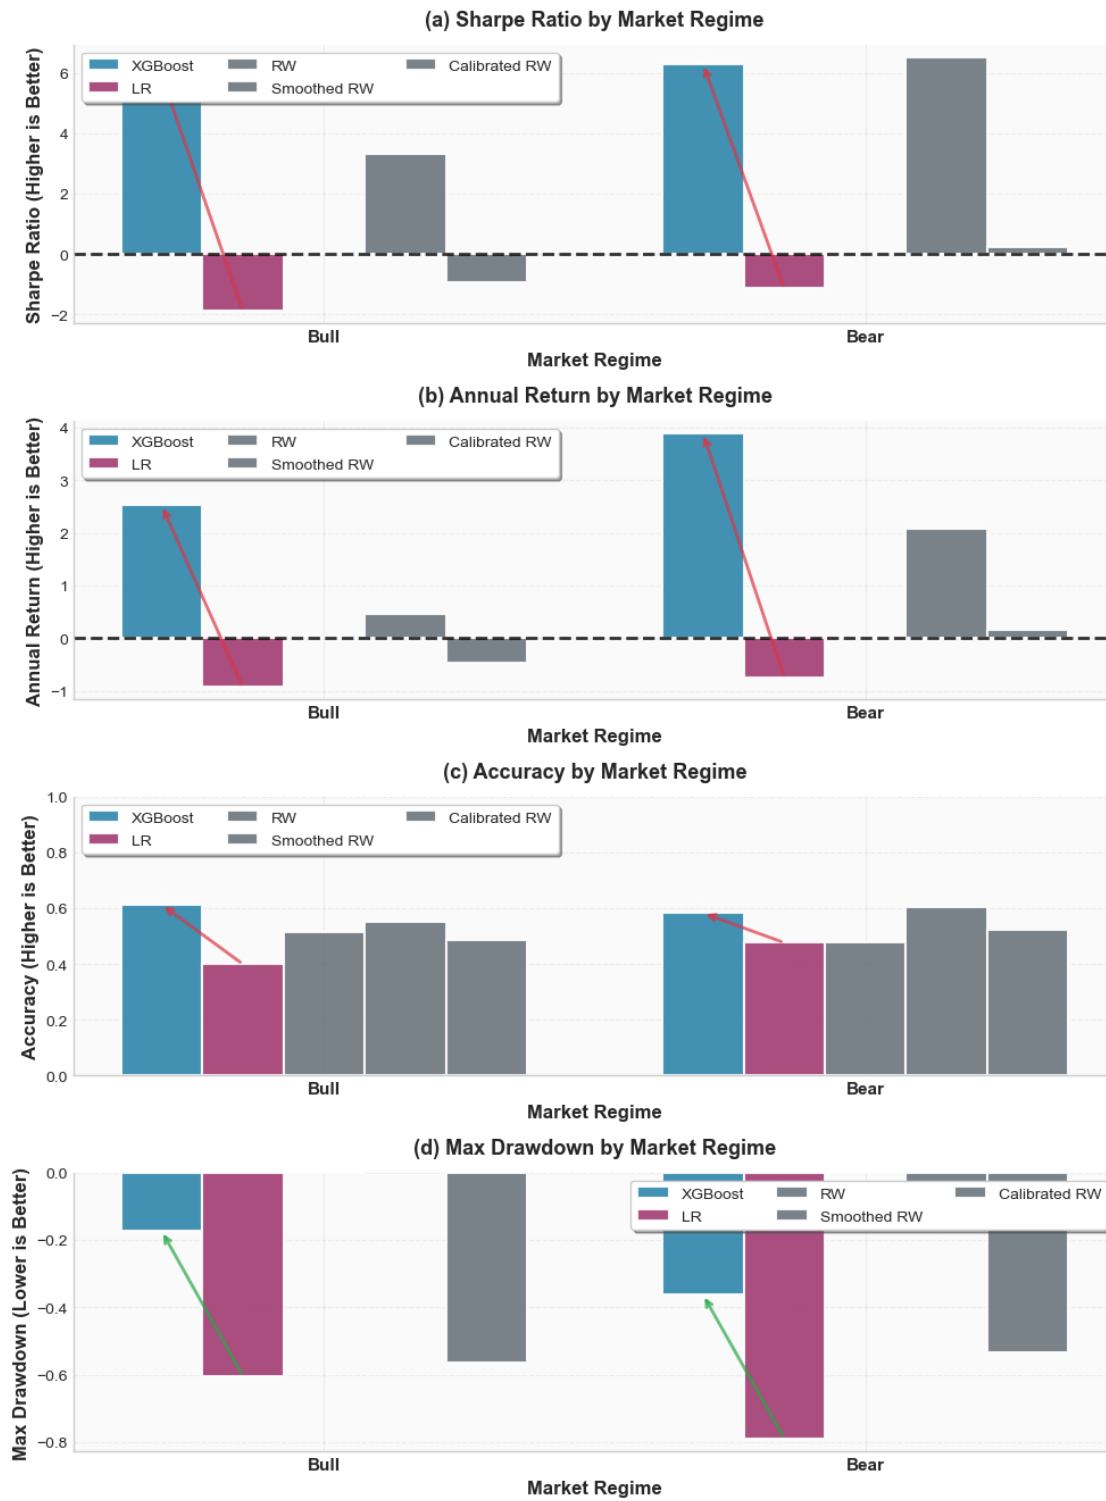 (a) Sharpe Ratio by Market Regime
Sharpe Ratio (Higher is Better)
XGBoost RW Calibrated RW
LR Smoothed RW
6
4
2
0
−2
Bull Bear
Market Regime
(b) Annual Return by Market Regime
Annual Return (Higher is Better)
XGBoost RW Calibrated RW
LR Smoothed RW
4
3
2
1
0
−1
Bull Bear
Market Regime
(c) Accuracy by Market Regime
Accuracy (Higher is Better)
XGBoost RW Calibrated RW
LR Smoothed RW
1.0
0.8
0.6
0.4
0.2
0.0
Bull Bear
Market Regime
(d) Max Drawdown by Market Regime
Max Drawdown (Lower is Better)
XGBoost RW Calibrated RW
LR Smoothed RW
0.0
−0.2
−0.4
−0.6
−0.8
Bull Bear
Market Regime